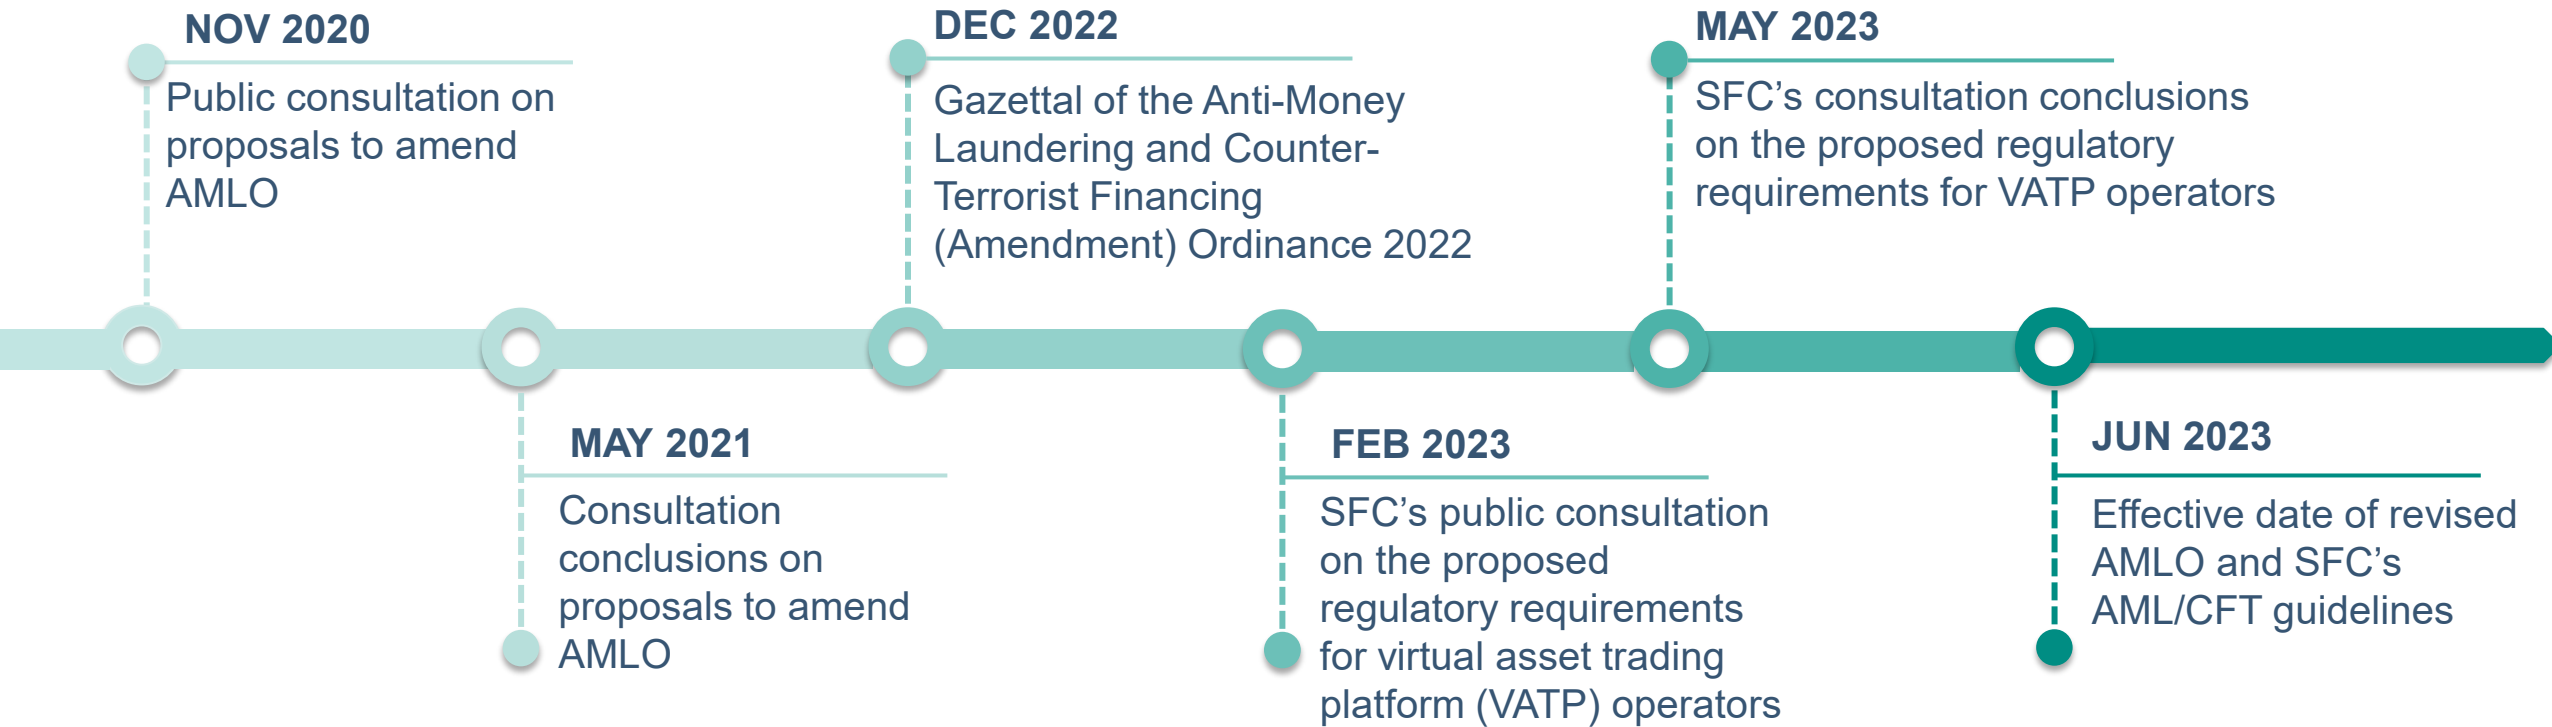 NOV 2020
Public consultation on
proposals to amend
AMLO
MAY 2021
Consultation
conclusions on
proposals to amend
AMLO
DEC 2022
Gazettal of the Anti-Money
Laundering and Counter-
Terrorist Financing
(Amendment) Ordinance 2022
FEB 2023
SFC’s public consultation
on the proposed
regulatory requirements
for virtual asset trading
platform (VATP) operators
MAY 2023
SFC’s consultation conclusions
on the proposed regulatory
requirements for VATP operators
JUN 2023
Effective date of revised
AMLO and SFC’s
AML/CFT guidelines